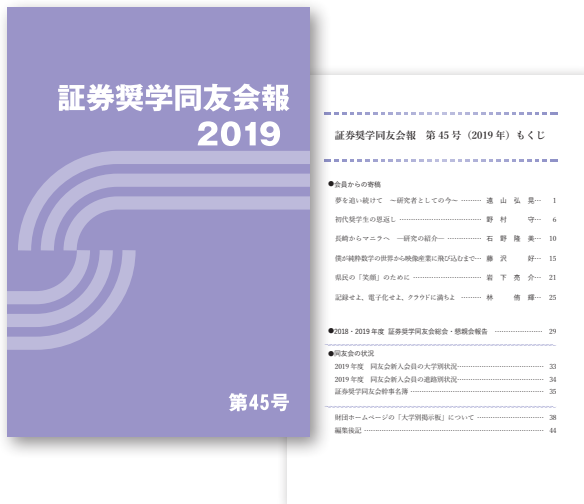 証券奨学同友会報
2019
第45号
証券奨学同友会報 第45号（2019年）もくじ
●会員からの寄稿
夢を追い続けて ～研究者としての今～ ……… 遠 山 弘 晃… 1
初代奨学生の恩返し ……………………… 野 村 守… 6
長崎からマニラへ ―研究の紹介― ……… 石 野 隆 美… 10
僕が純粋数学の世界から映像産業に飛び込むまで… 藤 沢 好… 15
県民の「笑顔」のために ……………………… 岩 下 亮 介… 21
記録せよ、電子化せよ、クラウドに満ちよ ……… 林 侑 輝… 25
●2018・2019年度 証券奨学同友会総会・懇親会報告 ……………… 29
●同友会の状況
2019年度 同友会新入会員の大学別状況……………………… 33
2019年度 同友会新入会員の進路別状況……………………… 34
証券奨学同友会幹事名簿 ……………………………………… 35
財団ホームページの「大学別掲示板」について ……………… 38
編集後記 ……………………………………………………… 44